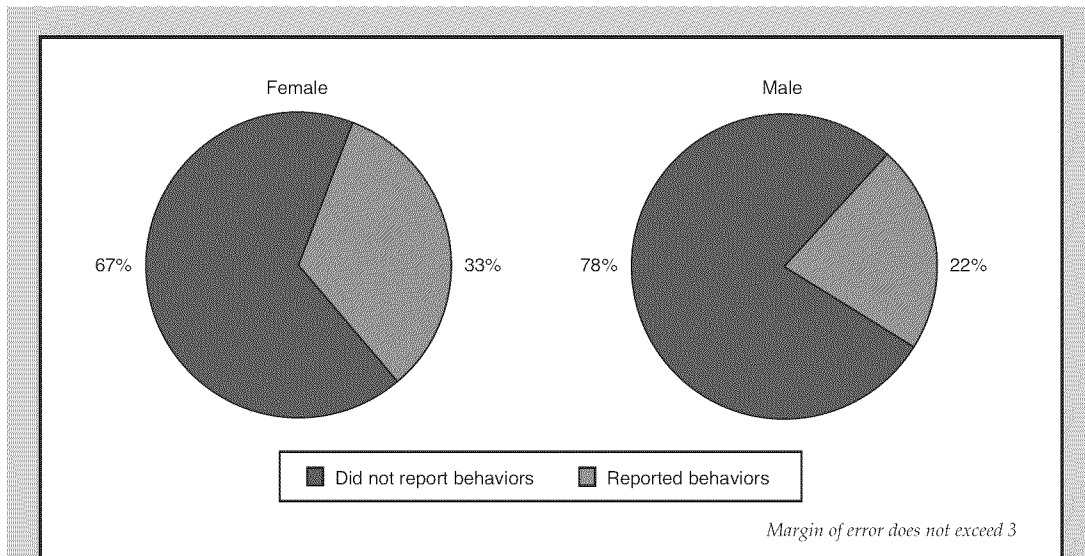 Female Male
67% 33% 78% 22%
Did not report behaviors Reported behaviors
Margin of error does not exceed 3